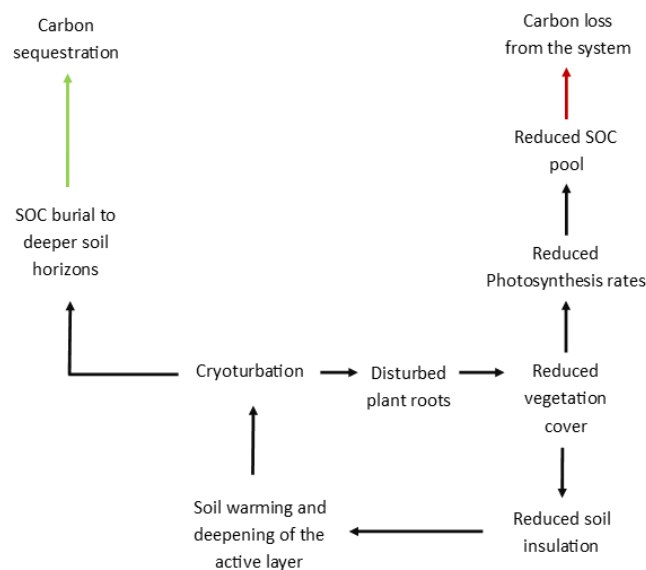 Carbon
sequestration
Carbon loss
from the system
Reduced SOC
pool
SOC burial to
deeper soil
horizons
Reduced
Photosynthesis rates
Cryoturbation
Disturbed
plant roots
Reduced
vegetation
cover
Soil warming and
deepening of the
active layer
Reduced soil
insulation